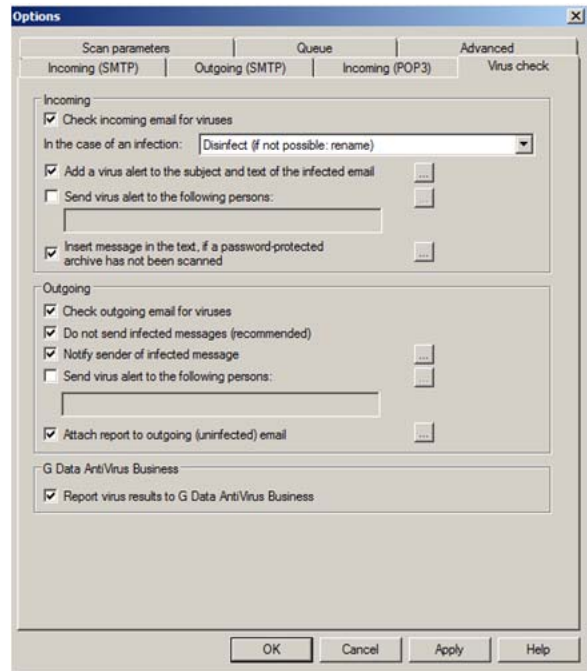 Options
Scan parameters
Queue
Advanced
Incoming (SMTP)
Outgoing (SMTP)
Incoming (POP3)
Virus check
Incoming
Check incoming email for viruses
In the case of an infection:
Disinfect (if not possible: rename)
Add a virus alert to the subject and text of the infected email
...
Send virus alert to the following persons:
...
Insert message in the text, if a password-protected
archive has not been scanned
...
Outgoing
Check outgoing email for viruses
Do not send infected messages (recommended)
Notify sender of infected message
...
Send virus alert to the following persons:
...
Attach report to outgoing (uninfected) email
...
G Data AntiVirus Business
Report virus results to G Data AntiVirus Business
OK
Cancel
Apply
Help